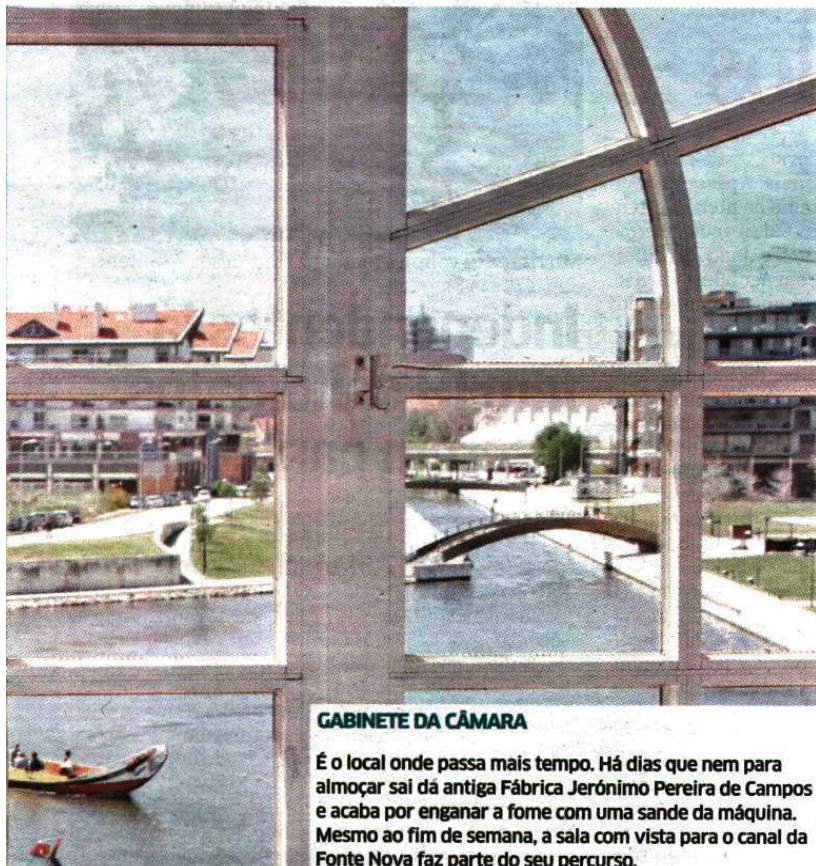 GABINETE DA CÂMARA
É o local onde passa mais tempo. Há dias que nem para
almoçar sai dá antiga Fábrica Jerónimo Pereira de Campos
e acaba por enganar a fome com uma sande da máquina.
Mesmo ao fim de semana, a sala com vista para o canal da
Fonte Nova faz parte do seu percurso.